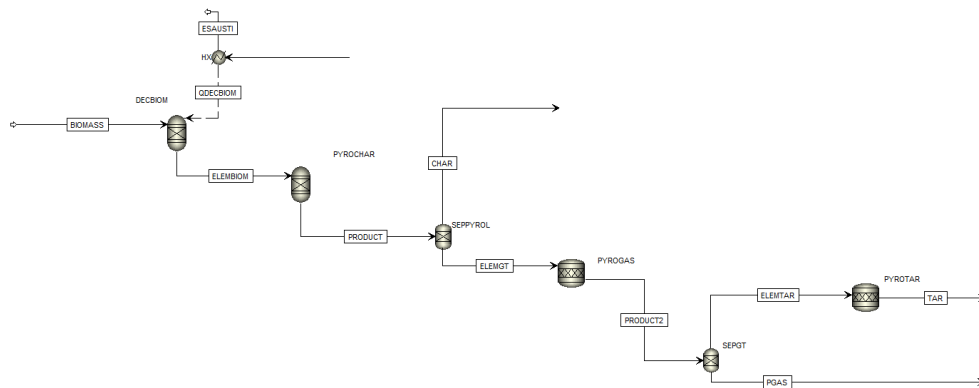 ESAUSTI
HX
QDECBIOM
DECBIOM
BIOMASS
PYROCHAR
ELEMBIOM
CHAR
SEPPYROL
PRODUCT
PYROGAS
ELEMGT
PYROTAR
ELEMTAR
TAR
PRODUCT2
SEPGT
PGAS